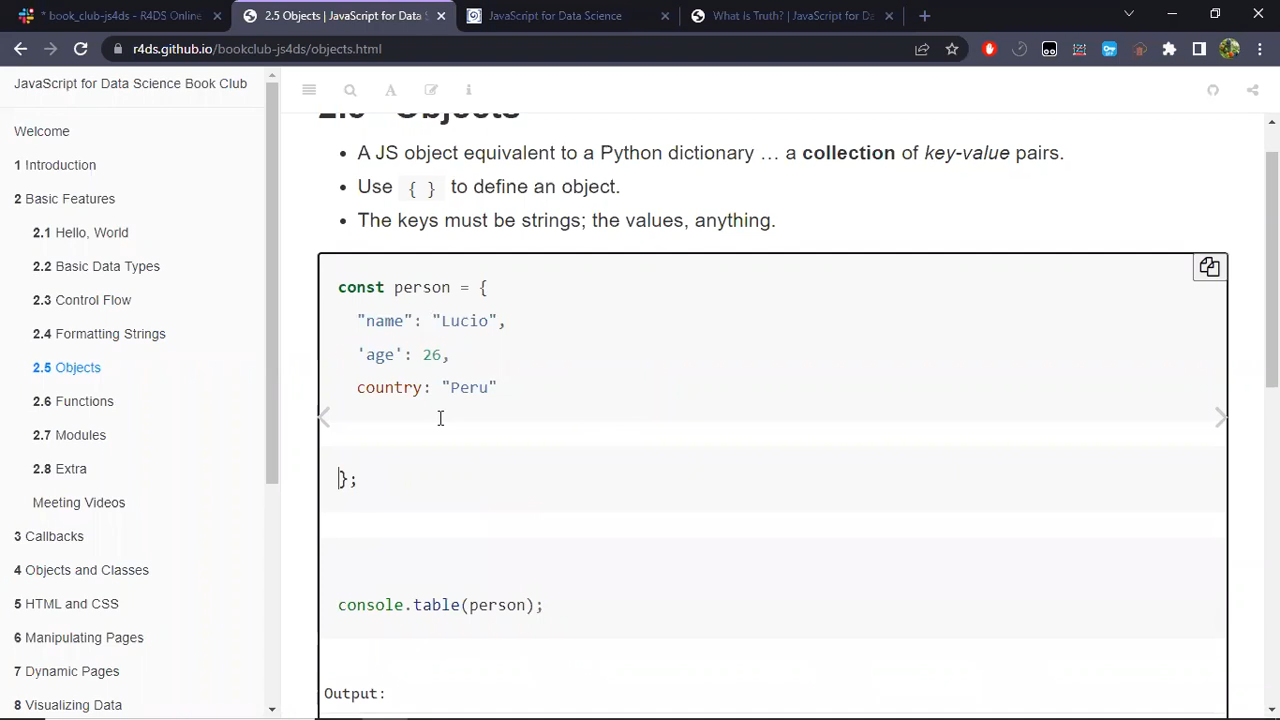 * book_club-js4ds - R4DS Online
2.5 Objects | JavaScript for Data S
JavaScript for Data Science
What Is Truth? | JavaScript for Da
r4ds.github.io/bookclub-js4ds/objects.html
JavaScript for Data Science Book Club
Welcome
1 Introduction
2 Basic Features
2.1 Hello, World
2.2 Basic Data Types
2.3 Control Flow
2.4 Formatting Strings
2.5 Objects
2.6 Functions
2.7 Modules
2.8 Extra
Meeting Videos
3 Callbacks
4 Objects and Classes
5 HTML and CSS
6 Manipulating Pages
7 Dynamic Pages
8 Visualizing Data
2.5 Objects
• A JS object equivalent to a Python dictionary … a collection of key-value pairs.
• Use { } to define an object.
• The keys must be strings; the values, anything.
const person = {
"name": "Lucio",
'age': 26,
country: "Peru"
};
console.table(person);
Output: